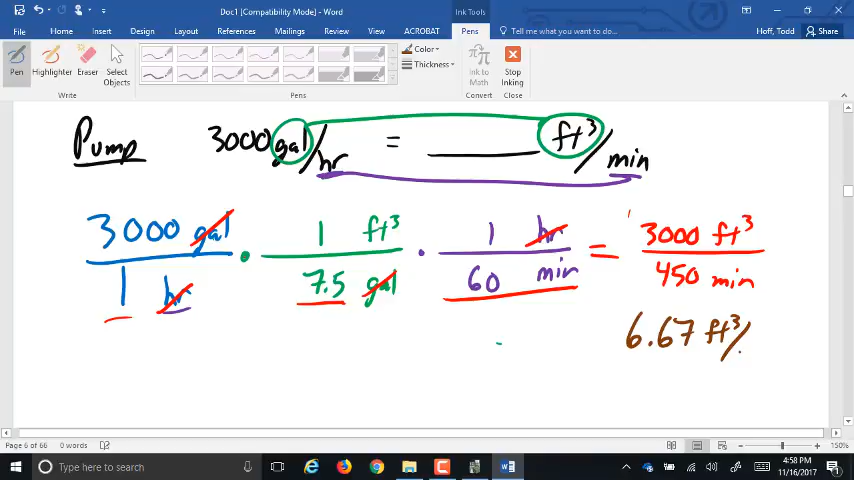 Doc1 [Compatibility Mode] - Word
Ink Tools
Hoff, Todd
File Home Insert Design Layout References Mailings Review View ACROBAT Pens Tell me what you want to do... Share
Pen Highlighter Eraser Select Objects
Color
Thickness
Ink to Math
Stop Inking
Write Pens Convert Close
Pump 3000 gal/hr = ______ ft³/min
3000 gal / 1 hr · 1 ft³ / 7.5 gal · 1 hr / 60 min = 3000 ft³ / 450 min
6.67 ft³/
Page 6 of 66 0 words
150%
Type here to search
4:58 PM
11/16/2017